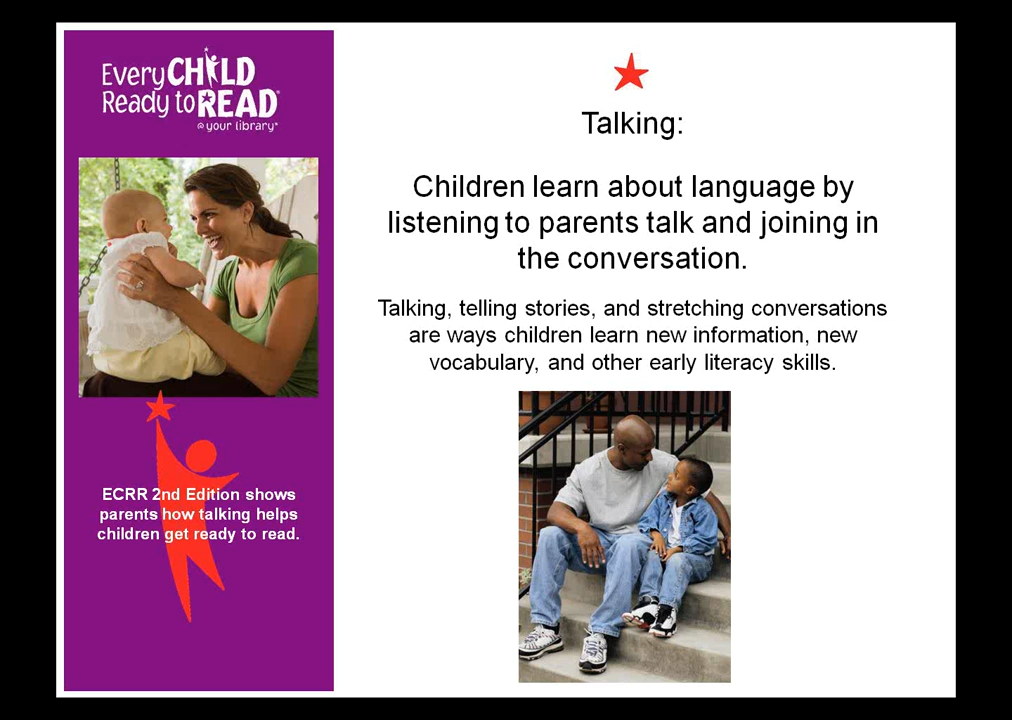 Every CHILD
Ready to READ®
@ your library®
ECRR 2nd Edition shows
parents how talking helps
children get ready to read.
Talking:
Children learn about language by
listening to parents talk and joining in
the conversation.
Talking, telling stories, and stretching conversations
are ways children learn new information, new
vocabulary, and other early literacy skills.